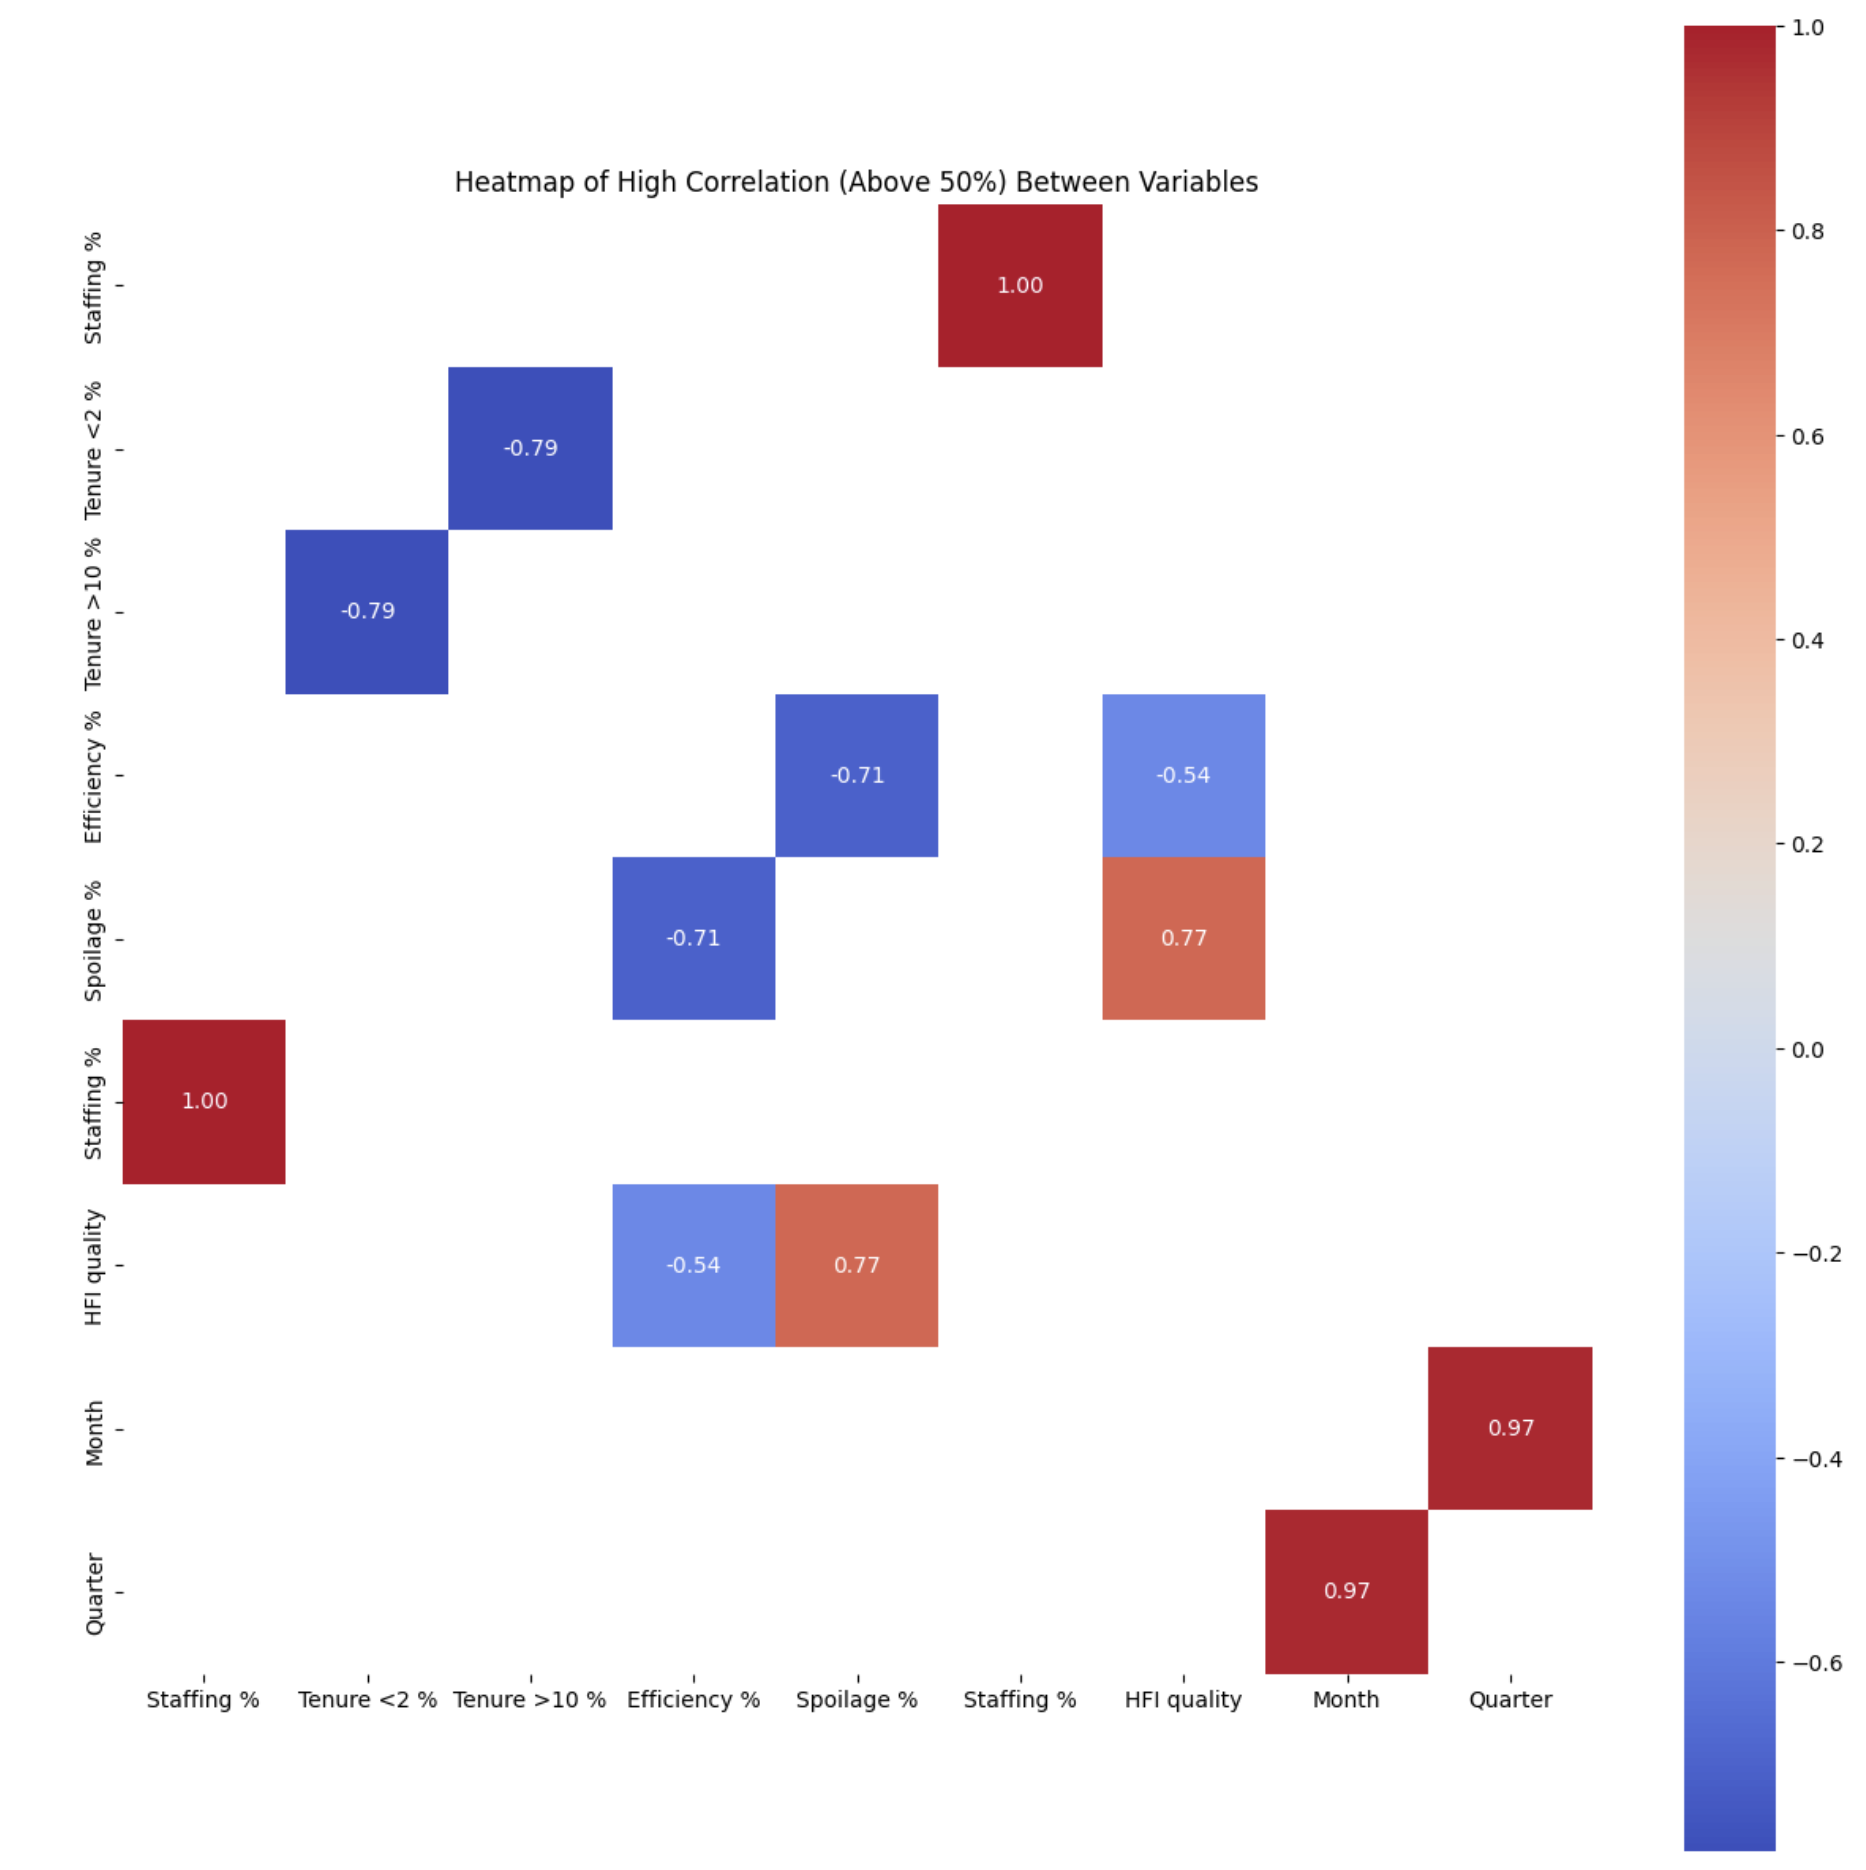 Heatmap of High Correlation (Above 50%) Between Variables
Staffing %
1.00
Tenure <2 %
-0.79
Tenure >10 %
-0.79
Efficiency %
-0.71
-0.54
Spoilage %
-0.71
0.77
Staffing %
1.00
HFI quality
-0.54
0.77
Month
0.97
Quarter
0.97
Staffing %
Tenure <2 %
Tenure >10 %
Efficiency %
Spoilage %
Staffing %
HFI quality
Month
Quarter
1.0
0.8
0.6
0.4
0.2
0.0
−0.2
−0.4
−0.6